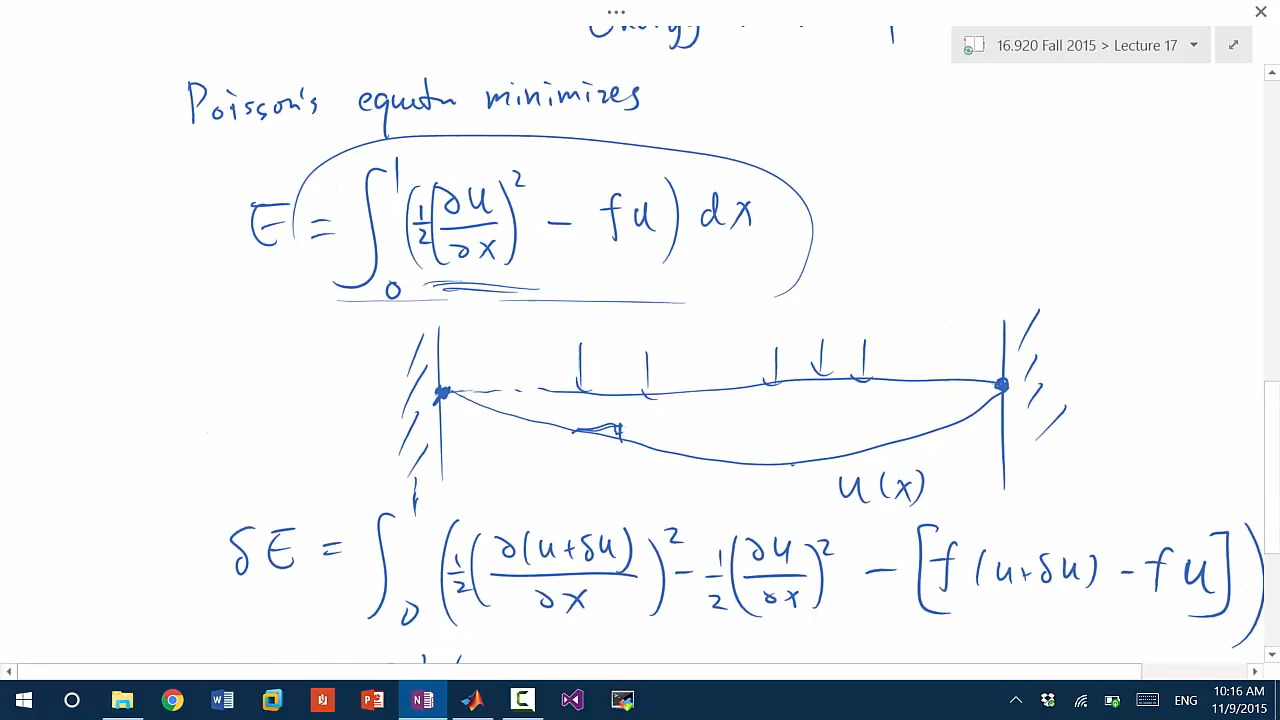 16.920 Fall 2015 > Lecture 17
Poisson's equatn minimizes
E = ∫₀¹ (½(∂u/∂x)² − fu) dx
u(x)
δE = ∫₀¹ (½(∂(u+δu)/∂x)² − ½(∂u/∂x)² − [f(u+δu) − fu])
ENG
10:16 AM
11/9/2015